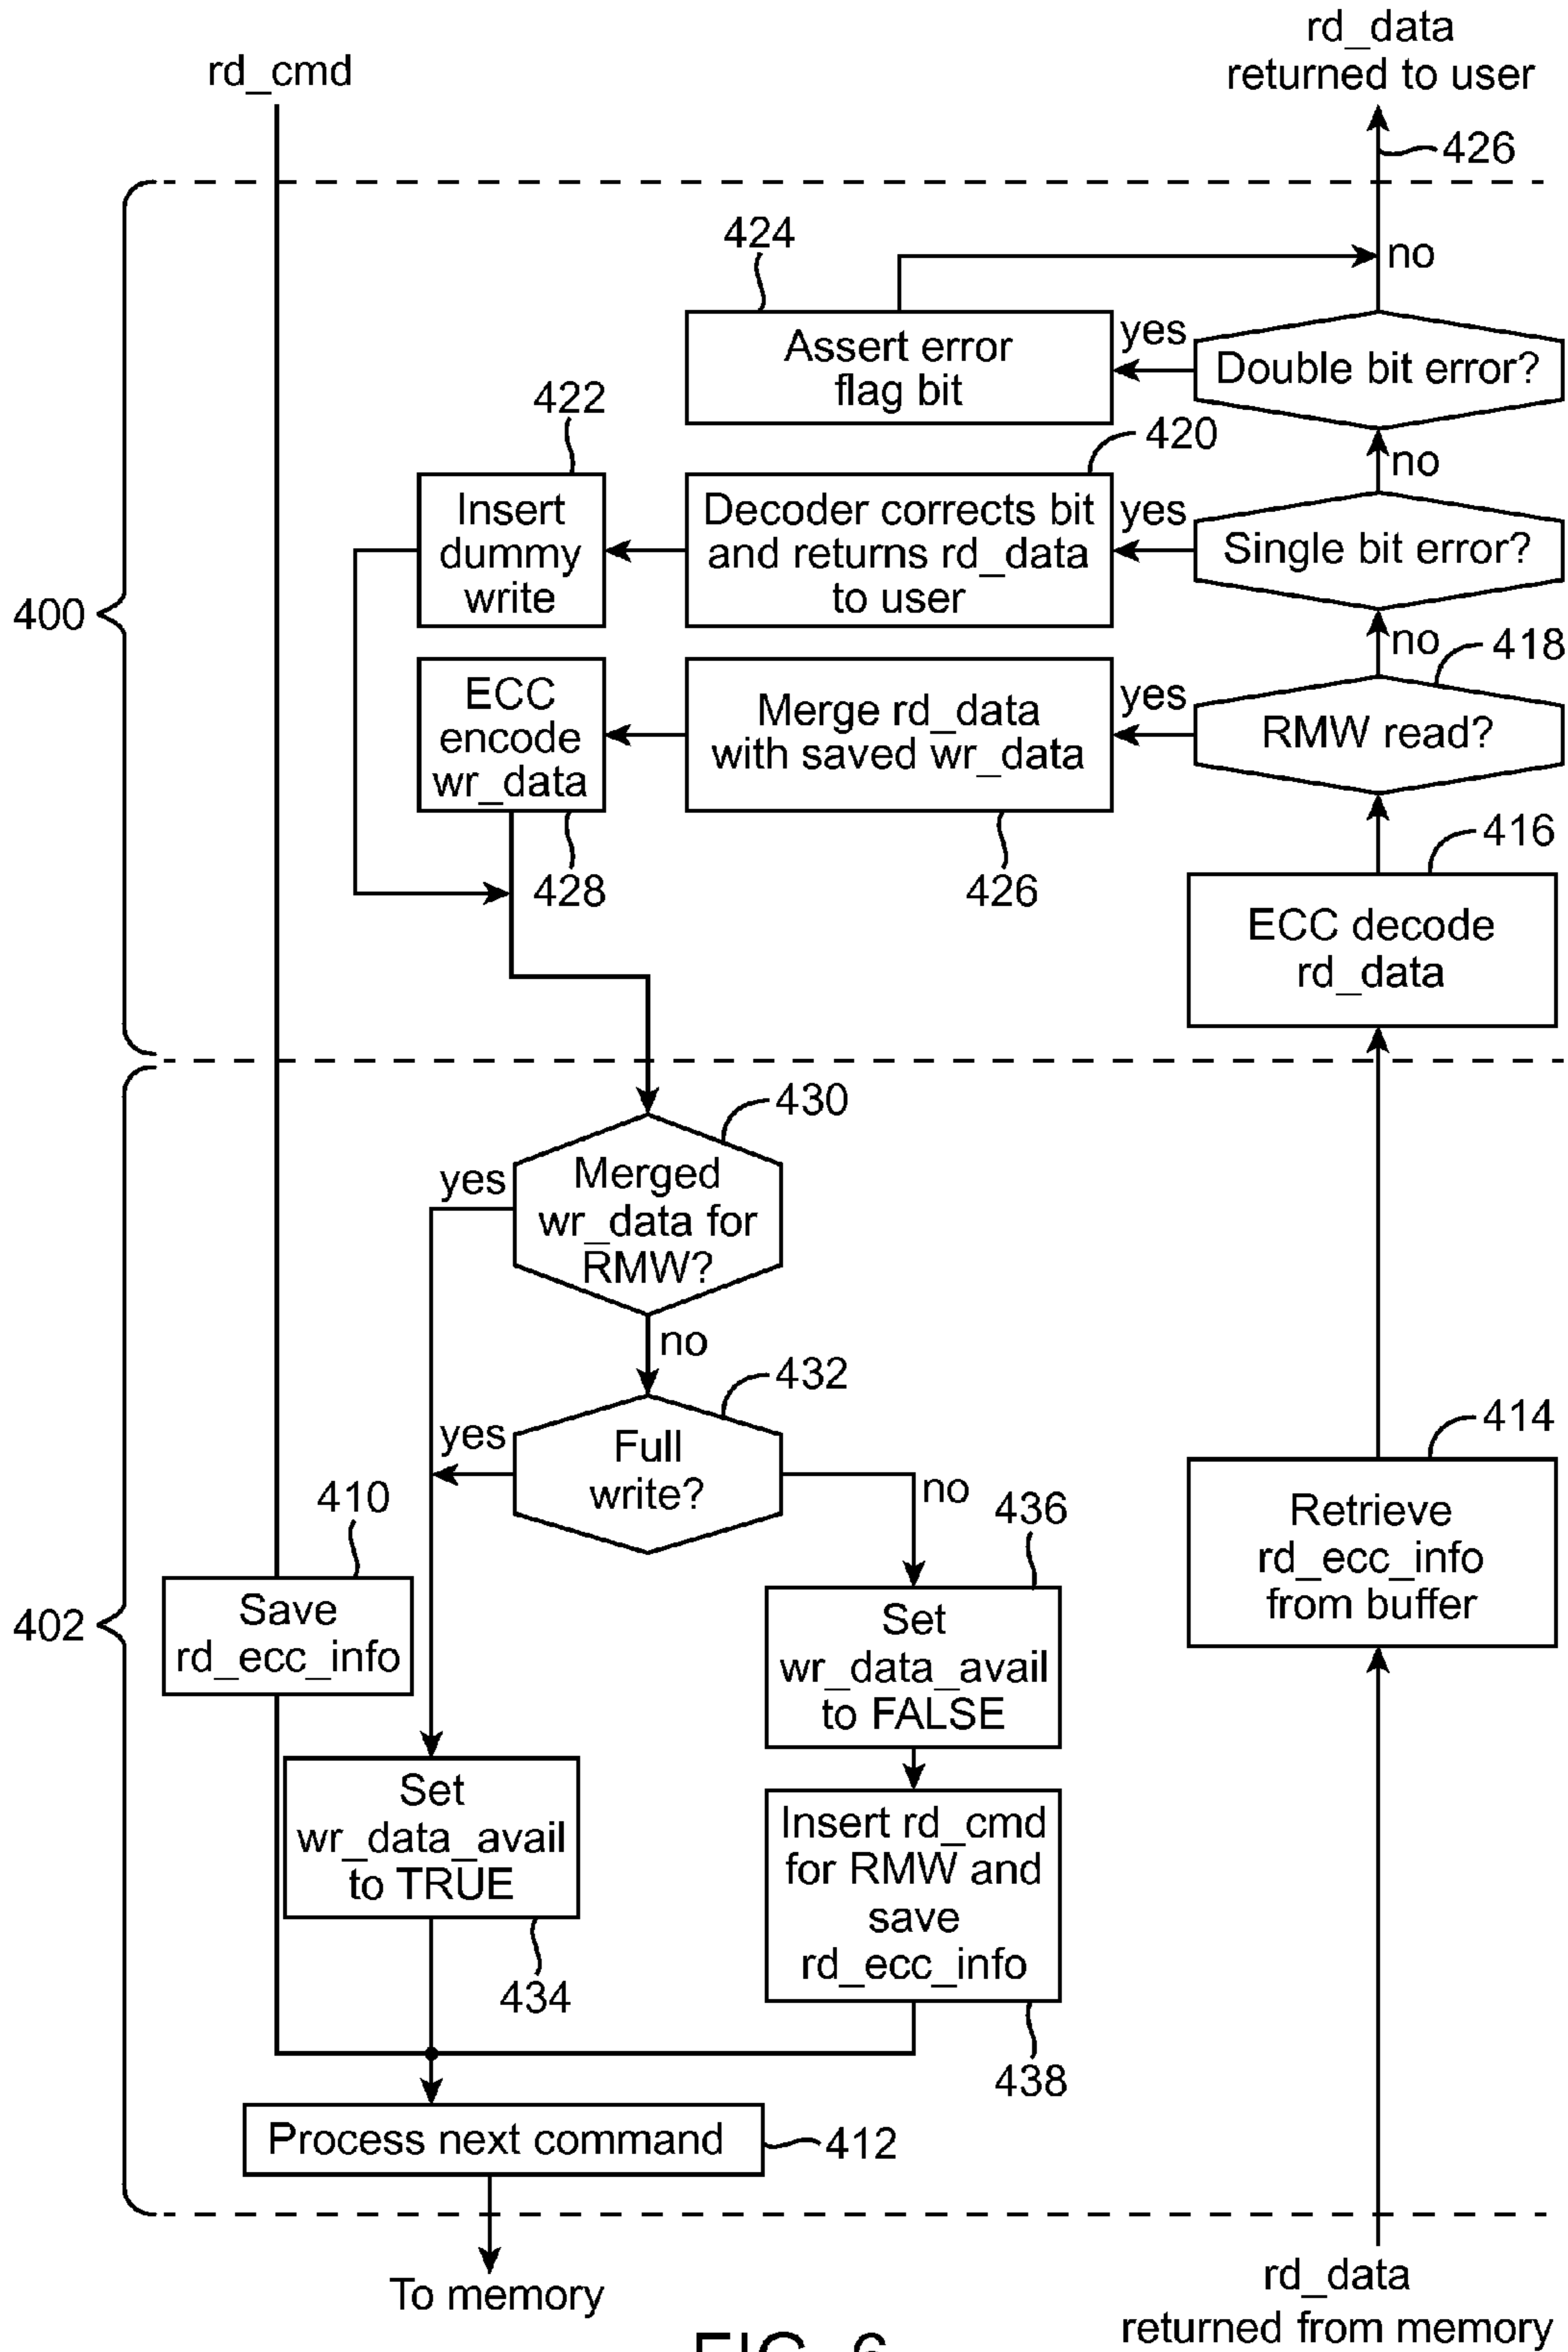 rd_cmd
rd_data
returned to user
426
424
no
Assert error
flag bit
yes
Double bit error?
422
420
no
Insert
dummy
write
Decoder corrects bit
and returns rd_data
to user
yes
Single bit error?
400
no
418
ECC
encode
wr_data
Merge rd_data
with saved wr_data
yes
RMW read?
428
426
416
ECC decode
rd_data
430
yes
Merged
wr_data for
RMW?
no
432
yes
Full
write?
no
414
410
436
Retrieve
rd_ecc_info
from buffer
402
Save
rd_ecc_info
Set
wr_data_avail
to FALSE
Set
wr_data_avail
to TRUE
Insert rd_cmd
for RMW and
save
rd_ecc_info
434
438
Process next command
412
To memory
rd_data
returned from memory
FIG. 6